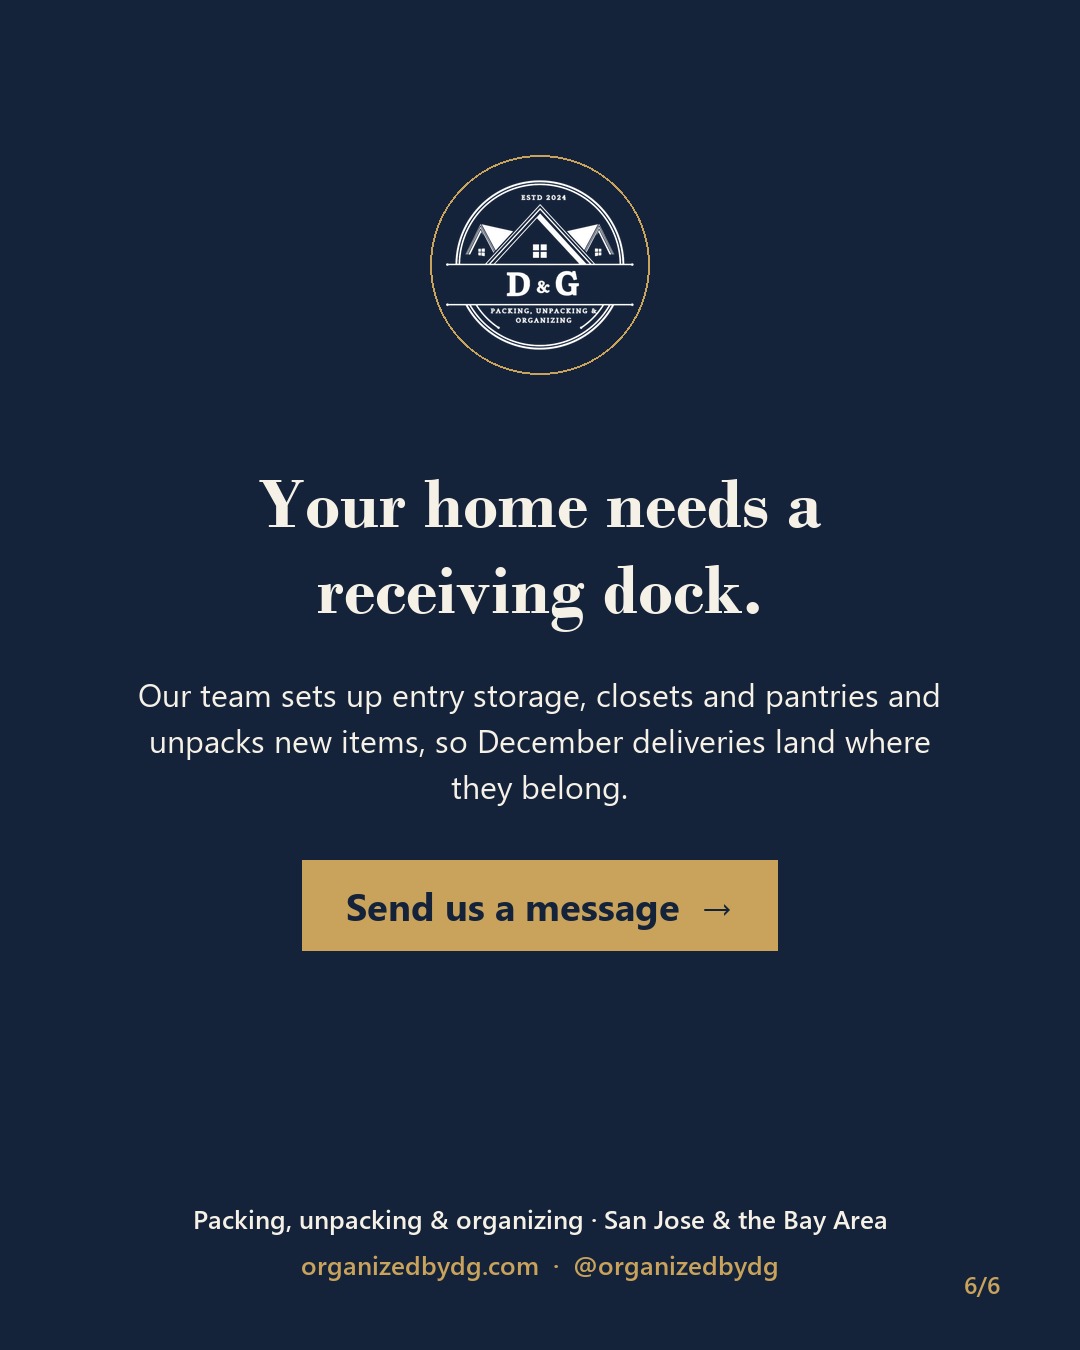 ESTD 2024
D & G
PACKING, UNPACKING &
ORGANIZING
Your home needs a
receiving dock.
Our team sets up entry storage, closets and pantries and
unpacks new items, so December deliveries land where
they belong.
Send us a message →
Packing, unpacking & organizing · San Jose & the Bay Area
organizedbydg.com · @organizedbydg
6/6